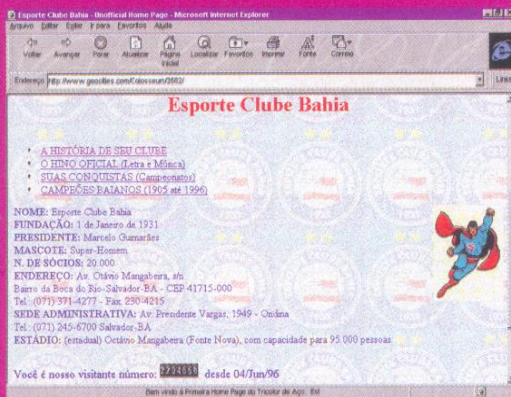 Esporte Clube Bahia - Unofficial Home Page - Microsoft Internet Explorer
Arquivo Editar Exibir Ir para Favoritos Ajuda
Voltar Avançar Parar Atualizar Página Inicial Localizar Favoritos Imprimir Fonte Correio
Endereço http://www.geocities.com/Colosseum/3582/ Links
Esporte Clube Bahia
A HISTÓRIA DE SEU CLUBE
O HINO OFICIAL (Letra e Música)
SUAS CONQUISTAS (Campeonatos)
CAMPEÕES BAIANOS (1905 até 1996)
NOME: Esporte Clube Bahia
FUNDAÇÃO: 1 de Janeiro de 1931
PRESIDENTE: Marcelo Guimarães
MASCOTE: Super-Homem
N. DE SÓCIOS: 20.000
ENDEREÇO: Av. Otávio Mangabeira, s/n
Bairro da Boca do Rio-Salvador-BA - CEP 41715-000
Tel.: (071) 371-4277 - Fax. 230-4215
SEDE ADMINISTRATIVA: Av. Presidente Vargas, 1949 - Ondina
Tel.: (071) 245-6700 Salvador-BA
ESTÁDIO: (estadual) Octávio Mangabeira (Fonte Nova), com capacidade para 95.000 pessoas
Você é nosso visitante número: desde 04/Jun/96
Bem vindo à Primeira Home Page do Tricolor de Aço